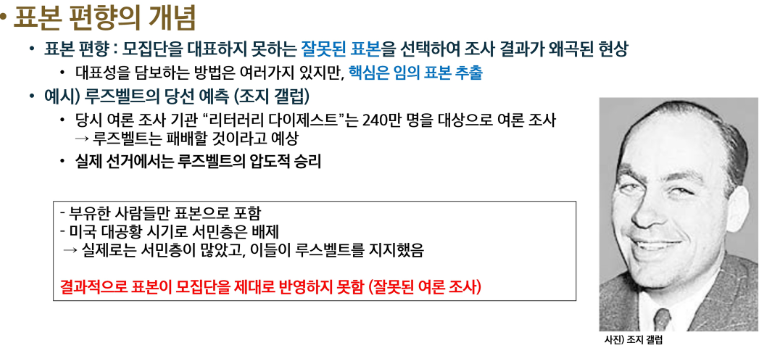 • 표본 편향의 개념
• 표본 편향 : 모집단을 대표하지 못하는 잘못된 표본을 선택하여 조사 결과가 왜곡된 현상
• 대표성을 담보하는 방법은 여러가지 있지만, 핵심은 임의 표본 추출
• 예시) 루즈벨트의 당선 예측 (조지 갤럽)
• 당시 여론 조사 기관 “리터러리 다이제스트”는 240만 명을 대상으로 여론 조사
→ 루즈벨트는 패배할 것이라고 예상
• 실제 선거에서는 루즈벨트의 압도적 승리
- 부유한 사람들만 표본으로 포함
- 미국 대공황 시기로 서민층은 배제
→ 실제로는 서민층이 많았고, 이들이 루스벨트를 지지했음
결과적으로 표본이 모집단을 제대로 반영하지 못함 (잘못된 여론 조사)
사진) 조지 갤럽